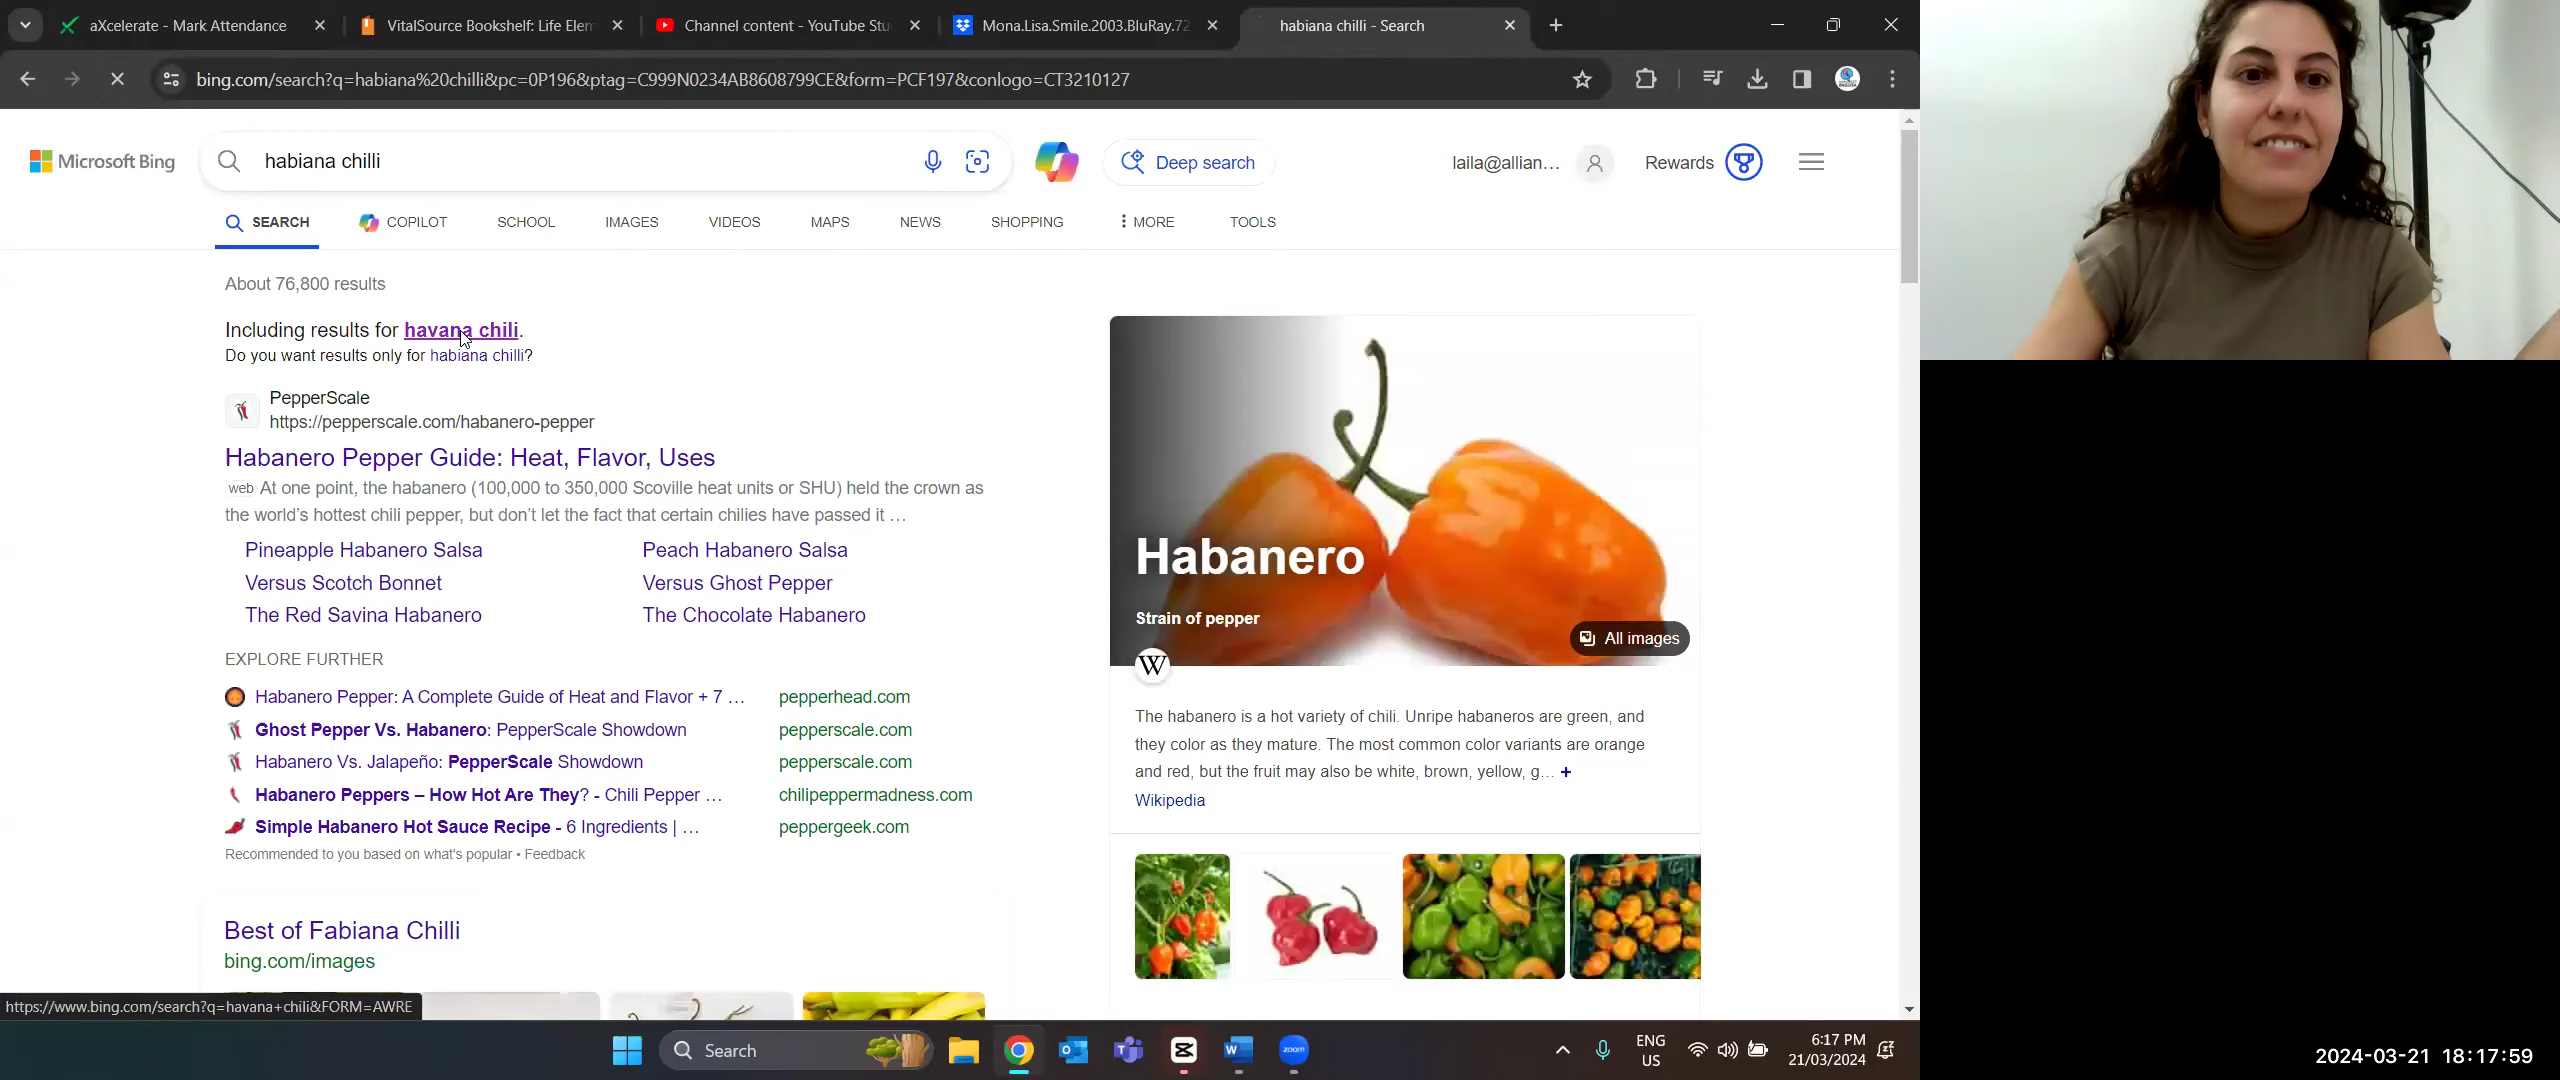 aXcelerate - Mark Attendance
VitalSource Bookshelf: Life Elem
Channel content - YouTube Stu
Mona.Lisa.Smile.2003.BluRay.72
habiana chilli - Search
bing.com/search?q=habiana%20chilli&pc=0P196&ptag=C999N0234AB8608799CE&form=PCF197&conlogo=CT3210127
Microsoft Bing
habiana chilli
Deep search
laila@allian...
Rewards
SEARCH
COPILOT
SCHOOL
IMAGES
VIDEOS
MAPS
NEWS
SHOPPING
MORE
TOOLS
About 76,800 results
Including results for havana chili.
Do you want results only for habiana chilli?
PepperScale
https://pepperscale.com/habanero-pepper
Habanero Pepper Guide: Heat, Flavor, Uses
web At one point, the habanero (100,000 to 350,000 Scoville heat units or SHU) held the crown as
the world's hottest chili pepper, but don't let the fact that certain chilies have passed it ...
Pineapple Habanero Salsa
Peach Habanero Salsa
Versus Scotch Bonnet
Versus Ghost Pepper
The Red Savina Habanero
The Chocolate Habanero
EXPLORE FURTHER
Habanero Pepper: A Complete Guide of Heat and Flavor + 7 ...
pepperhead.com
Ghost Pepper Vs. Habanero: PepperScale Showdown
pepperscale.com
Habanero Vs. Jalapeño: PepperScale Showdown
pepperscale.com
Habanero Peppers – How Hot Are They? - Chili Pepper ...
chilipeppermadness.com
Simple Habanero Hot Sauce Recipe - 6 Ingredients | ...
peppergeek.com
Recommended to you based on what's popular • Feedback
Best of Fabiana Chilli
bing.com/images
https://www.bing.com/search?q=havana+chili&FORM=AWRE
Habanero
Strain of pepper
All images
W
The habanero is a hot variety of chili. Unripe habaneros are green, and
they color as they mature. The most common color variants are orange
and red, but the fruit may also be white, brown, yellow, g... +
Wikipedia
Search
zoom
ENG
US
6:17 PM
21/03/2024
2024-03-21 18:17:59